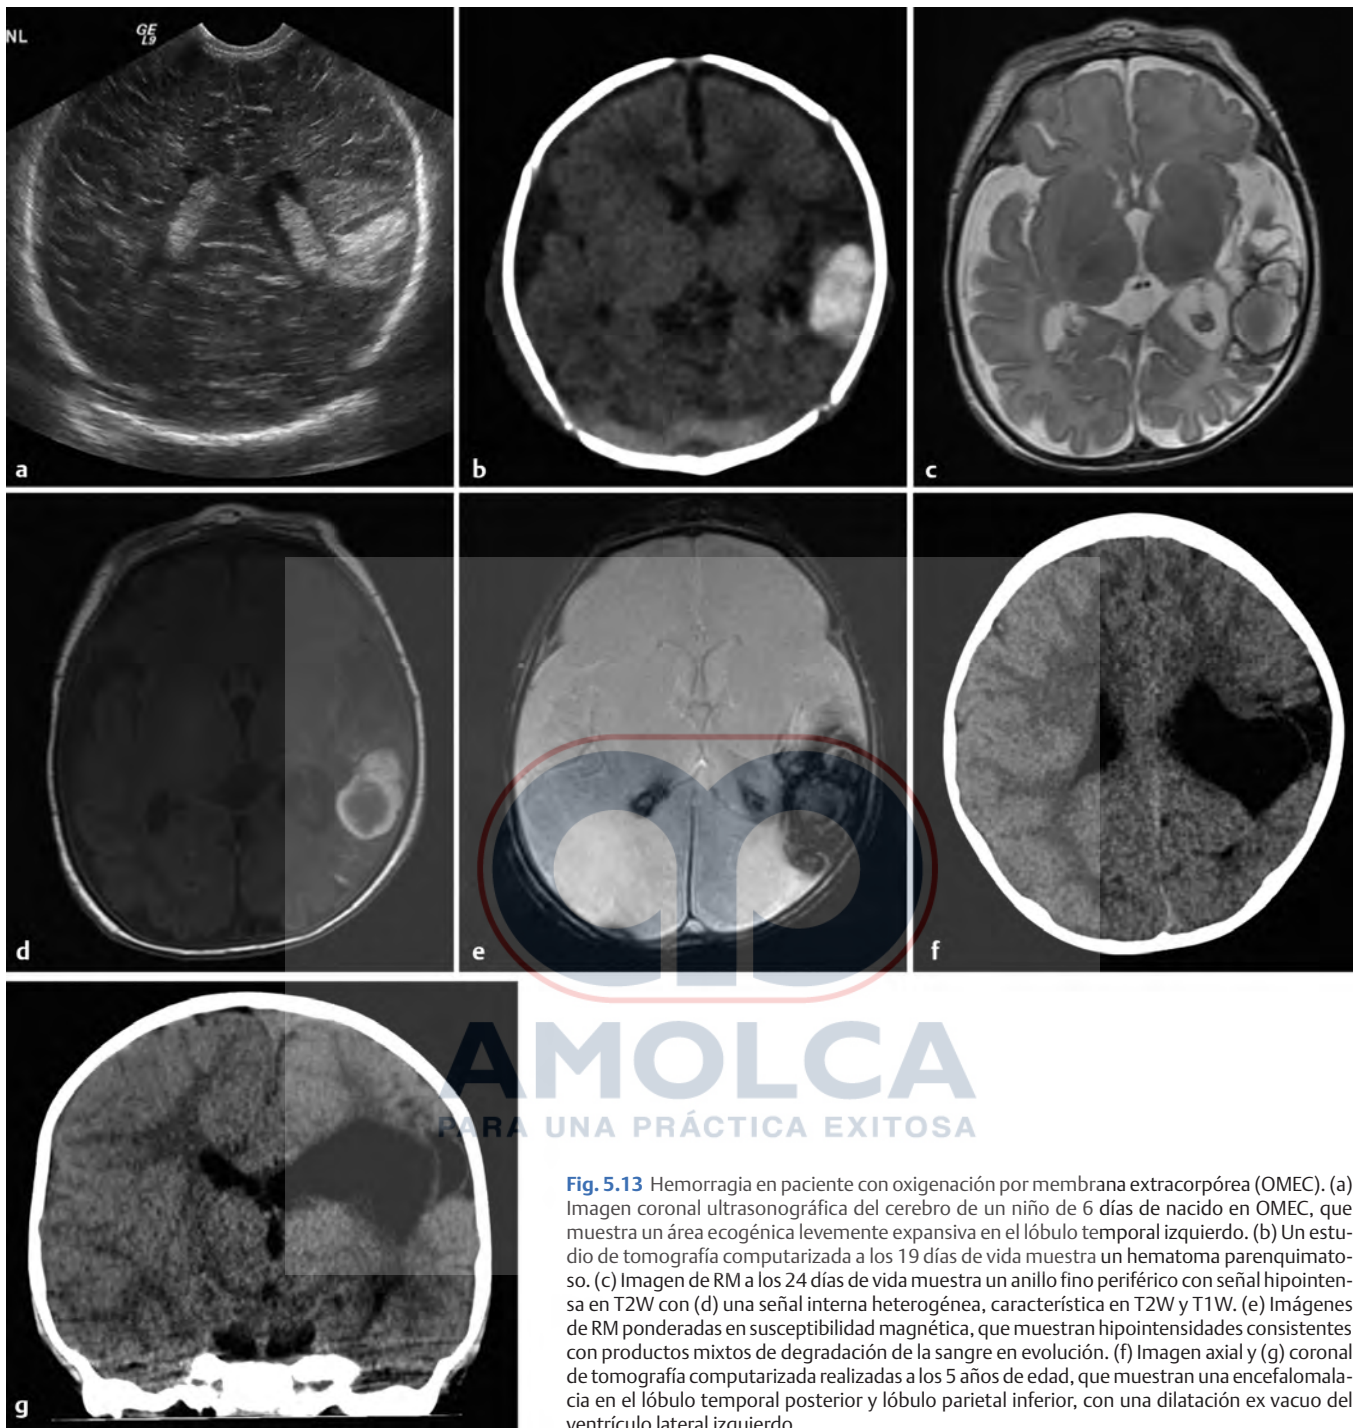 NL
GE
L9
a
b
c
d
e
f
g
AMOLCA
PARA UNA PRÁCTICA EXITOSA
Fig. 5.13 Hemorragia en paciente con oxigenación por membrana extracorpórea (OMEC). (a)
Imagen coronal ultrasonográfica del cerebro de un niño de 6 días de nacido en OMEC, que
muestra un área ecogénica levemente expansiva en el lóbulo temporal izquierdo. (b) Un estu-
dio de tomografía computarizada a los 19 días de vida muestra un hematoma parenquimato-
so. (c) Imagen de RM a los 24 días de vida muestra un anillo fino periférico con señal hipointen-
sa en T2W con (d) una señal interna heterogénea, característica en T2W y T1W. (e) Imágenes
de RM ponderadas en susceptibilidad magnética, que muestran hipointensidades consistentes
con productos mixtos de degradación de la sangre en evolución. (f) Imagen axial y (g) coronal
de tomografía computarizada realizadas a los 5 años de edad, que muestran una encefalomala-
cia en el lóbulo temporal posterior y lóbulo parietal inferior, con una dilatación ex vacuo del
ventrículo lateral izquierdo